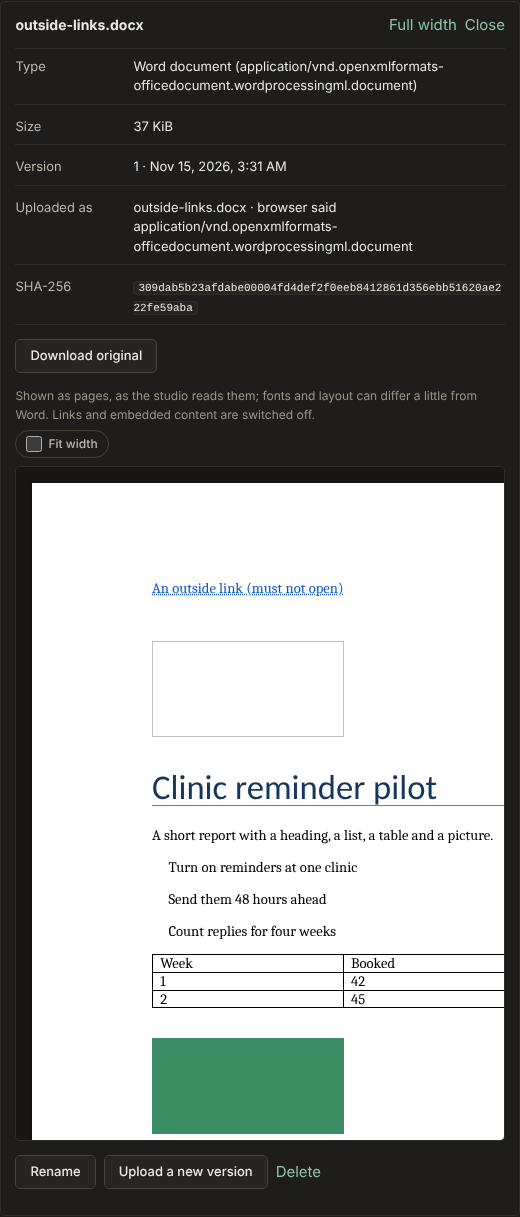 outside-links.docx
Full width Close
Type
Word document (application/vnd.openxmlformats-
officedocument.wordprocessingml.document)
Size
37 KiB
Version
1 · Nov 15, 2026, 3:31 AM
Uploaded as
outside-links.docx · browser said
application/vnd.openxmlformats-
officedocument.wordprocessingml.document
SHA-256
309dab5b23afdabe00004fd4def2f0eeb8412861d356ebb51620ae2
22fe59aba
Download original
Shown as pages, as the studio reads them; fonts and layout can differ a little from
Word. Links and embedded content are switched off.
Fit width
An outside link (must not open)
Clinic reminder pilot
A short report with a heading, a list, a table and a picture.
Turn on reminders at one clinic
Send them 48 hours ahead
Count replies for four weeks
Week Booked
1 42
2 45
Rename Upload a new version Delete